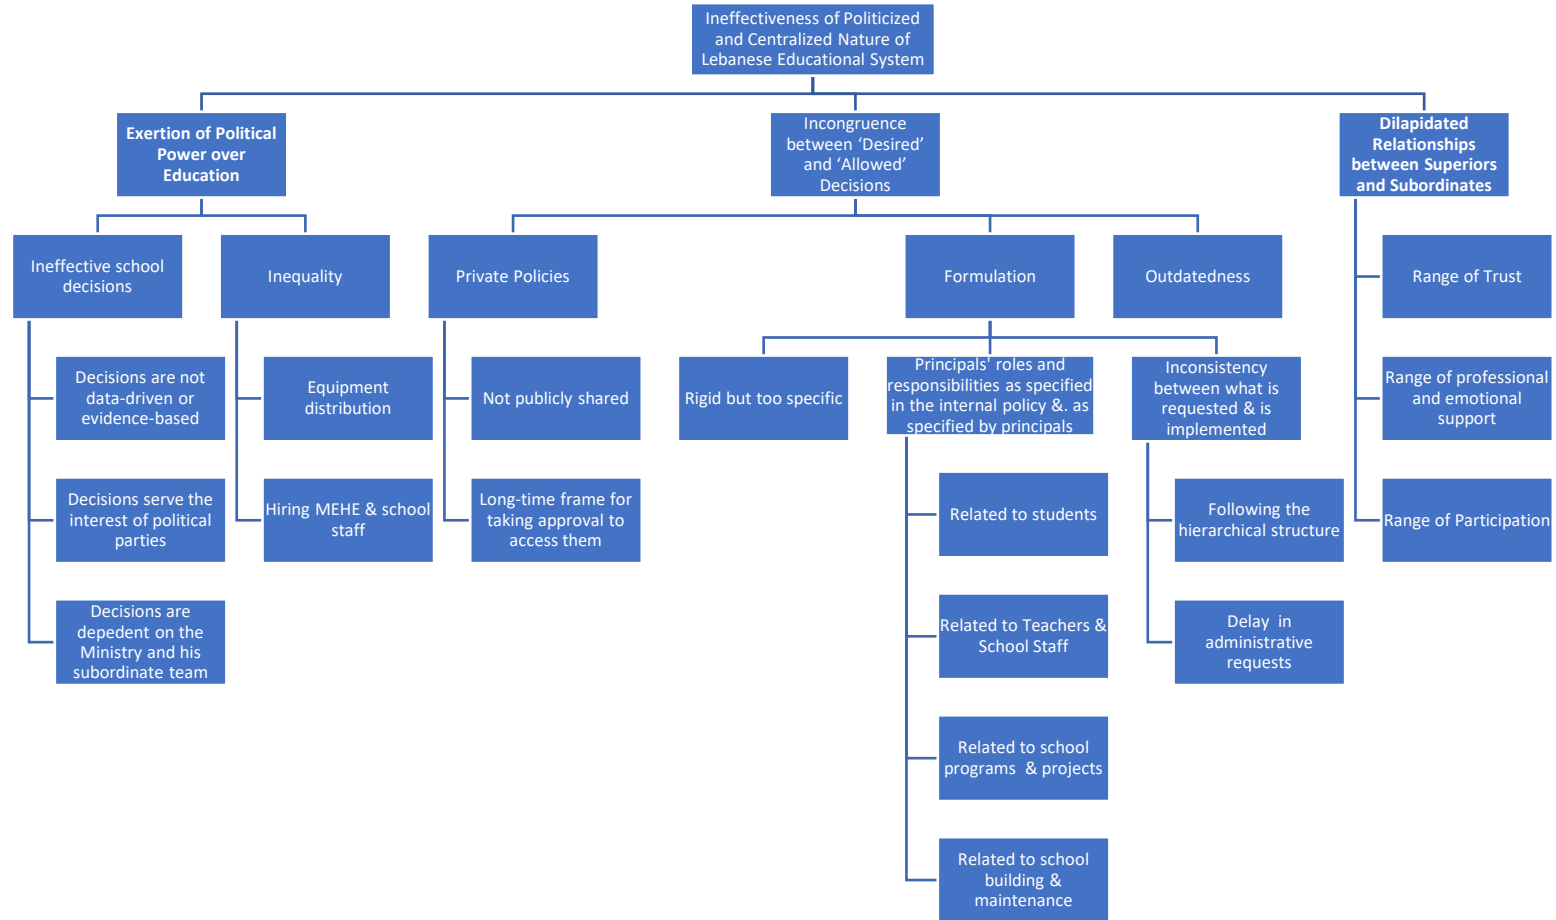 Ineffectiveness of Politicized
and Centralized Nature of
Lebanese Educational System
Exertion of Political
Power over
Education
Incongruence
between ‘Desired’
and ‘Allowed’
Decisions
Dilapidated
Relationships
between Superiors
and Subordinates
Ineffective school
decisions
Inequality
Private Policies
Formulation
Outdatedness
Range of Trust
Decisions are not
data-driven or
evidence-based
Equipment
distribution
Not publicly shared
Rigid but too specific
Principals' roles and
responsibilities as specified
in the internal policy &. as
specified by principals
Inconsistency
between what is
requested & is
implemented
Range of professional
and emotional
support
Decisions serve the
interest of political
parties
Hiring MEHE & school
staff
Long-time frame for
taking approval to
access them
Related to students
Following the
hierarchical structure
Range of Participation
Decisions are
depedent on the
Ministry and his
subordinate team
Related to Teachers &
School Staff
Delay in
administrative
requests
Related to school
programs & projects
Related to school
building &
maintenance